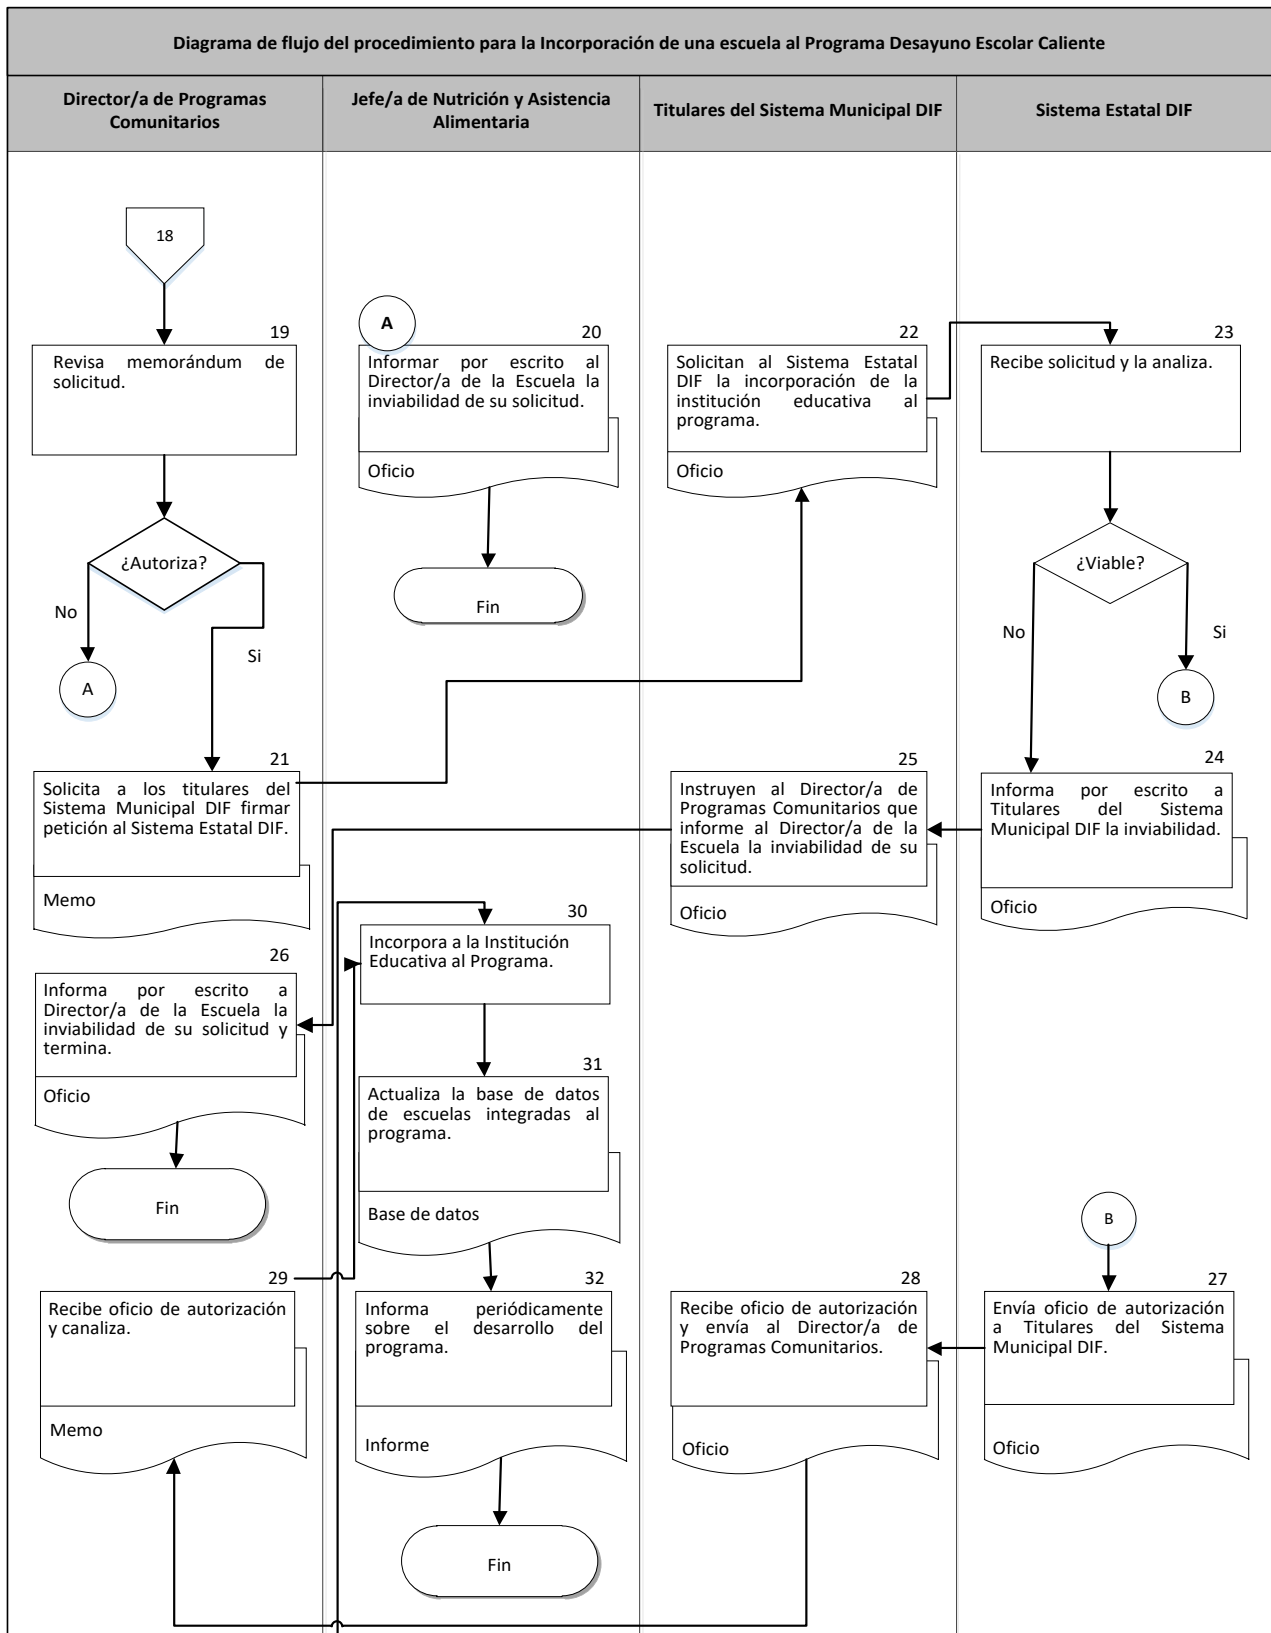 Diagrama de flujo del procedimiento para la Incorporación de una escuela al Programa Desayuno Escolar Caliente
Director/a de Programas
Comunitarios
Jefe/a de Nutrición y Asistencia
Alimentaria
Titulares del Sistema Municipal DIF
Sistema Estatal DIF
18
19
Revisa memorándum de
solicitud.
¿Autoriza?
No
Si
A
A
20
Informar por escrito al
Director/a de la Escuela la
inviabilidad de su solicitud.
Oficio
Fin
22
Solicitan al Sistema Estatal
DIF la incorporación de la
institución educativa al
programa.
Oficio
23
Recibe solicitud y la analiza.
¿Viable?
No
Si
B
21
Solicita a los titulares del
Sistema Municipal DIF firmar
petición al Sistema Estatal DIF.
Memo
25
Instruyen al Director/a de
Programas Comunitarios que
informe al Director/a de la
Escuela la inviabilidad de su
solicitud.
Oficio
24
Informa por escrito a
Titulares del Sistema
Municipal DIF la inviabilidad.
Oficio
26
Informa por escrito a
Director/a de la Escuela la
inviabilidad de su solicitud y
termina.
Oficio
Fin
30
Incorpora a la Institución
Educativa al Programa.
31
Actualiza la base de datos
de escuelas integradas al
programa.
Base de datos
B
29
Recibe oficio de autorización
y canaliza.
Memo
32
Informa periódicamente
sobre el desarrollo del
programa.
Informe
Fin
28
Recibe oficio de autorización
y envía al Director/a de
Programas Comunitarios.
Oficio
27
Envía oficio de autorización
a Titulares del Sistema
Municipal DIF.
Oficio